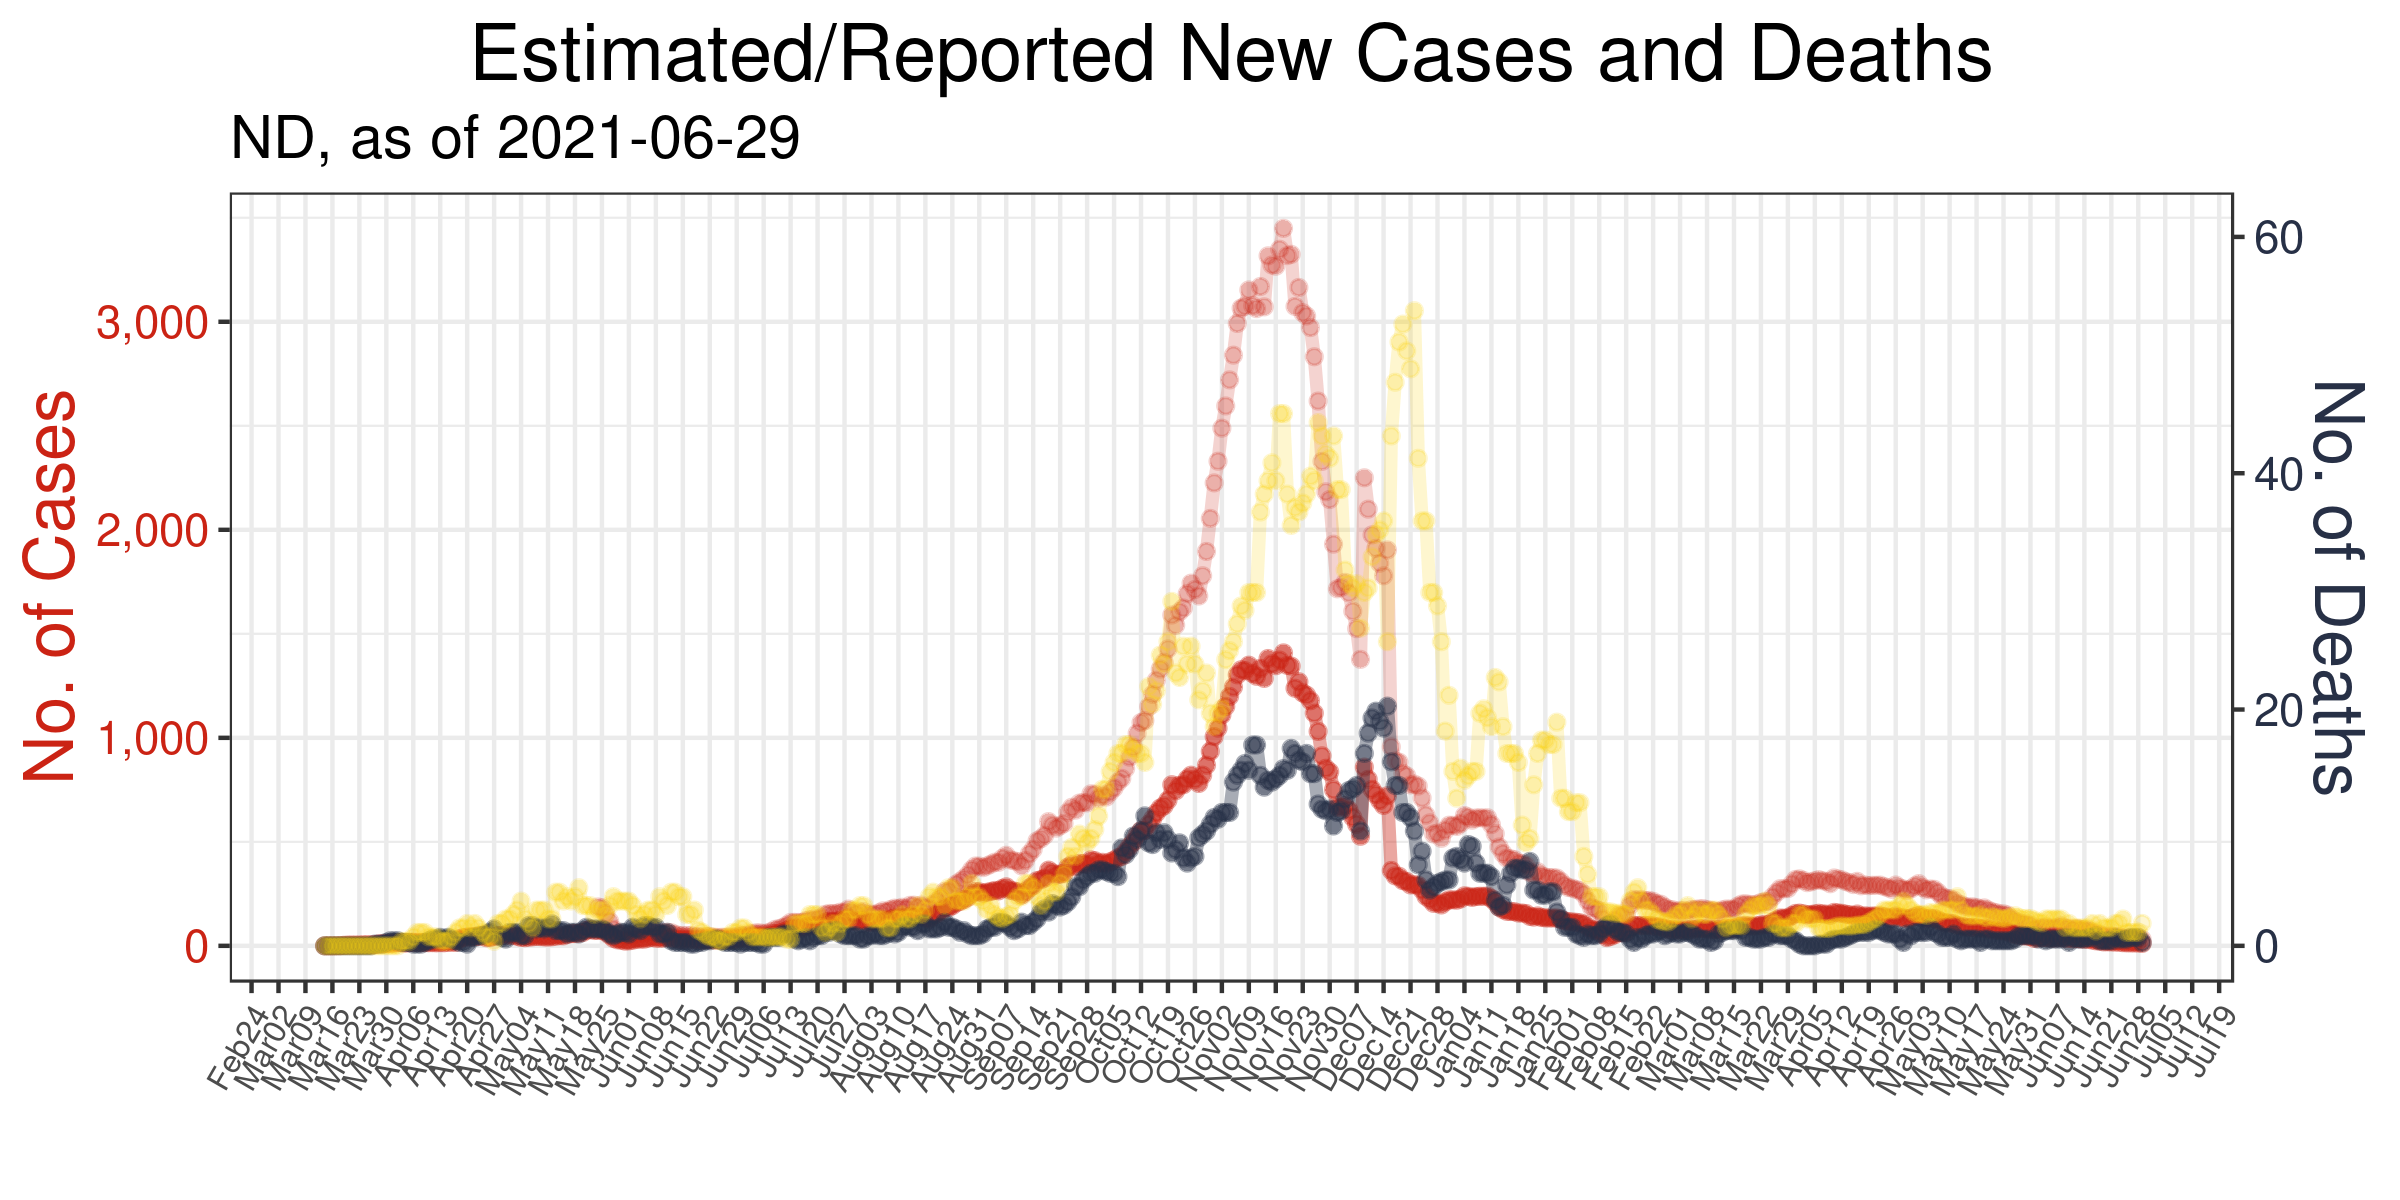 Estimated/Reported New Cases and Deaths
ND, as of 2021-06-29
No. of Cases
3,000
2,000
1,000
0
60
40
20
0
No. of Deaths
Feb24
Mar02
Mar09
Mar16
Mar23
Mar30
Apr06
Apr13
Apr20
Apr27
May04
May11
May18
May25
Jun01
Jun08
Jun15
Jun22
Jun29
Jul06
Jul13
Jul20
Jul27
Aug03
Aug10
Aug17
Aug24
Aug31
Sep07
Sep14
Sep21
Sep28
Oct05
Oct12
Oct19
Oct26
Nov02
Nov09
Nov16
Nov23
Nov30
Dec07
Dec14
Dec21
Dec28
Jan04
Jan11
Jan18
Jan25
Feb01
Feb08
Feb15
Feb22
Mar01
Mar08
Mar15
Mar22
Mar29
Apr05
Apr12
Apr19
Apr26
May03
May10
May17
May24
May31
Jun07
Jun14
Jun21
Jun28
Jul05
Jul12
Jul19